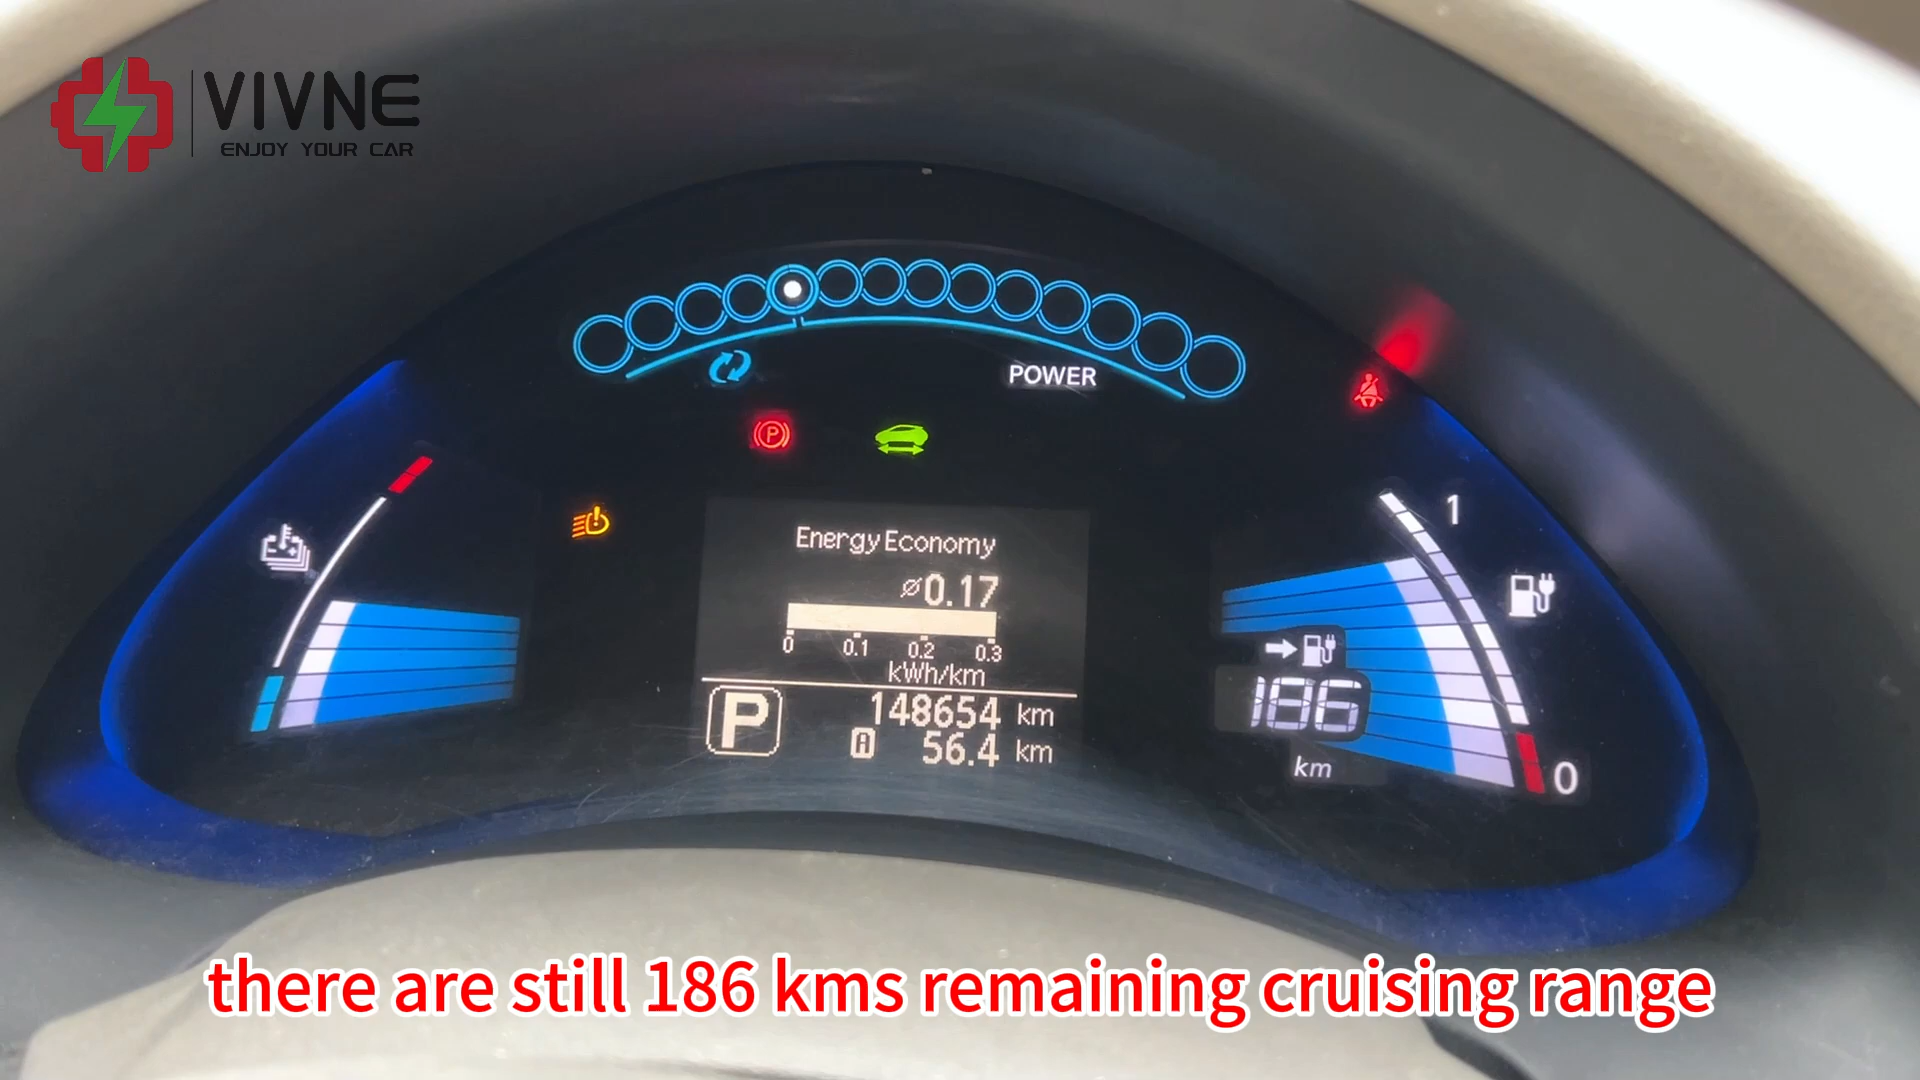 VIVNE
ENJOY YOUR CAR
POWER
P
1
Energy Economy
ø0.17
0 0.1 0.2 0.3
kWh/km
186
km
P
148654 km
A 56.4 km
0
there are still 186 kms remaining cruising range